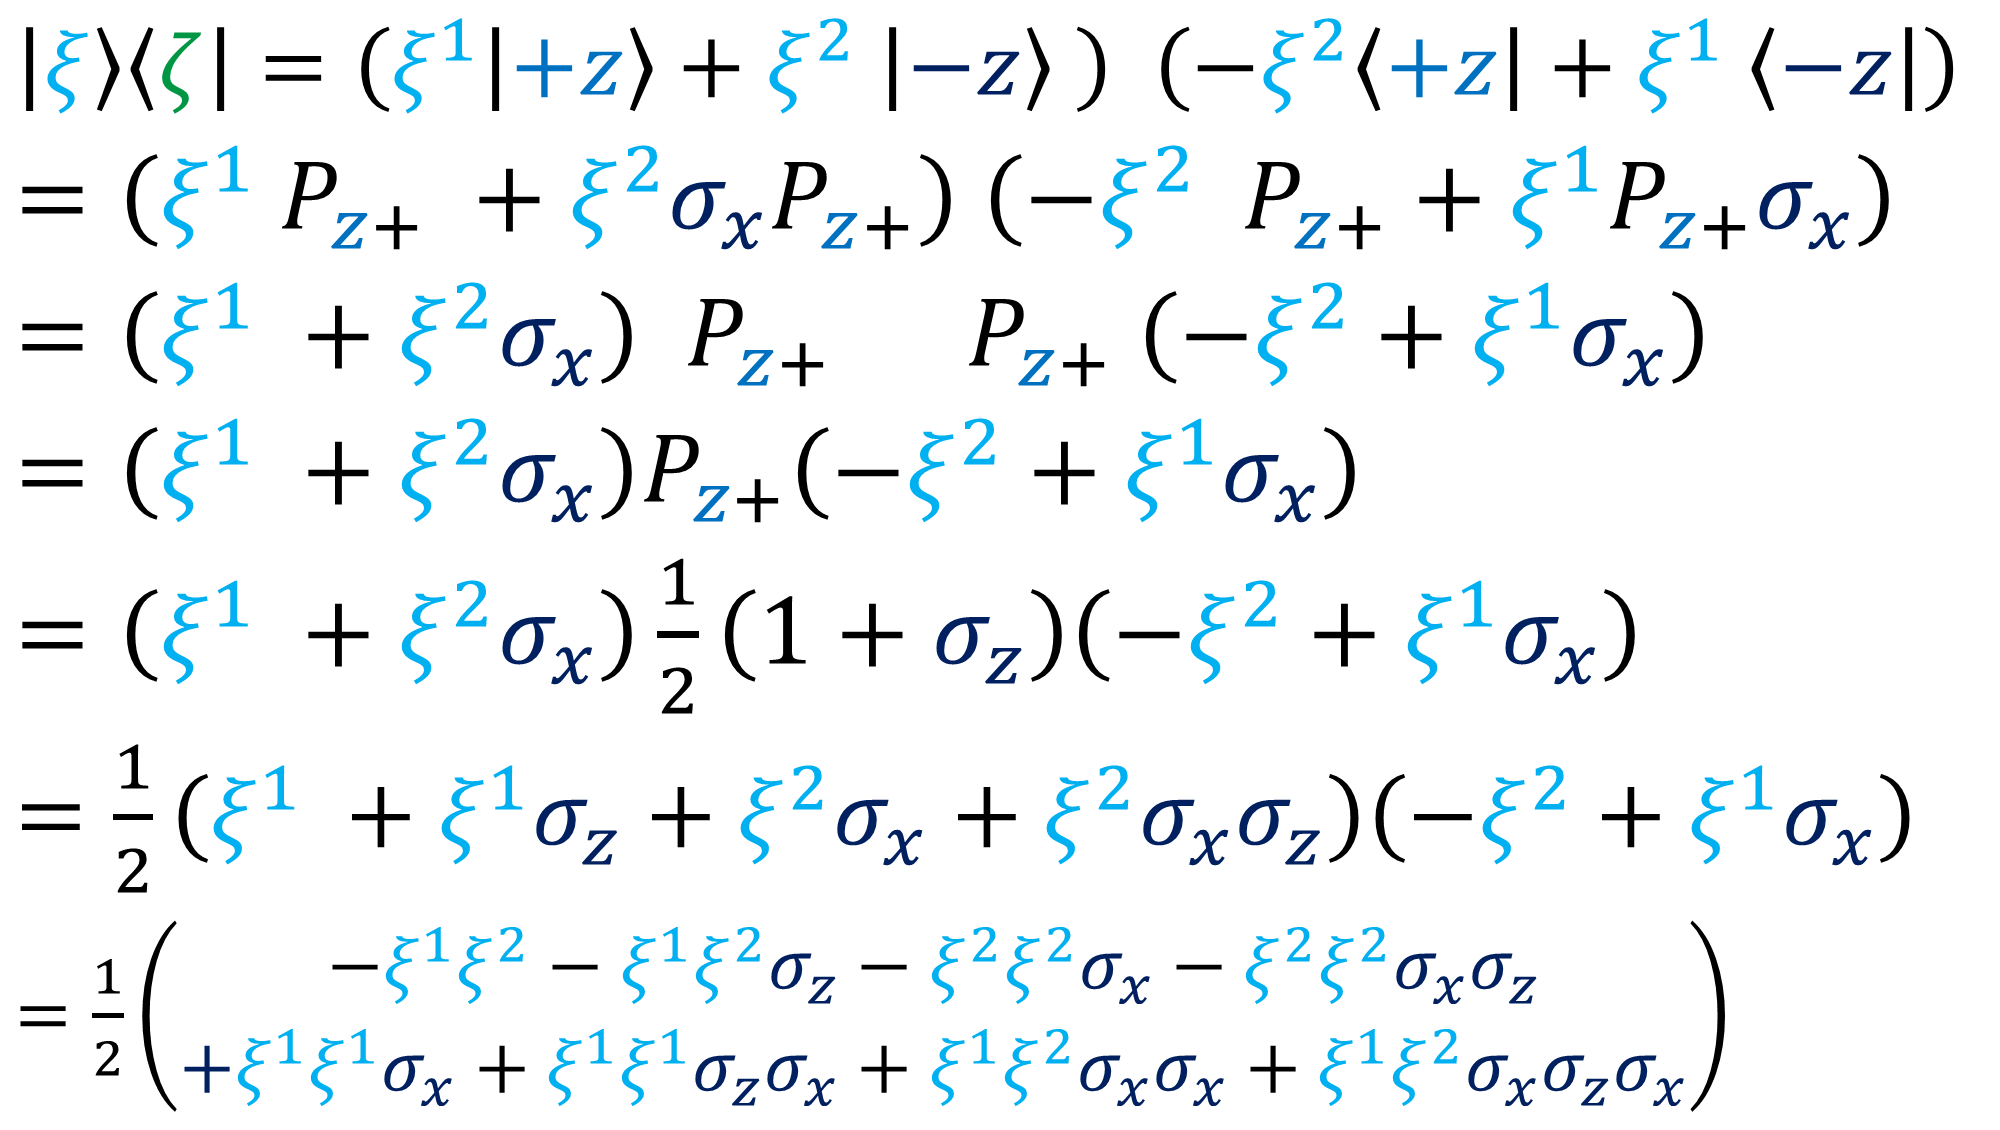 |ξ⟩⟨ζ| = (ξ¹|+z⟩ + ξ² |−z⟩) (−ξ²⟨+z| + ξ¹ ⟨−z|)
= (ξ¹ P_{z+} + ξ²σ_x P_{z+}) (−ξ² P_{z+} + ξ¹P_{z+}σ_x)
= (ξ¹ + ξ²σ_x) P_{z+} P_{z+} (−ξ² + ξ¹σ_x)
= (ξ¹ + ξ²σ_x)P_{z+}(−ξ² + ξ¹σ_x)
= (ξ¹ + ξ²σ_x)½(1 + σ_z)(−ξ² + ξ¹σ_x)
= ½(ξ¹ + ξ¹σ_z + ξ²σ_x + ξ²σ_xσ_z)(−ξ² + ξ¹σ_x)
= ½(−ξ¹ξ² − ξ¹ξ²σ_z − ξ²ξ²σ_x − ξ²ξ²σ_xσ_z
+ξ¹ξ¹σ_x + ξ¹ξ¹σ_zσ_x + ξ¹ξ²σ_xσ_x + ξ¹ξ²σ_xσ_zσ_x)